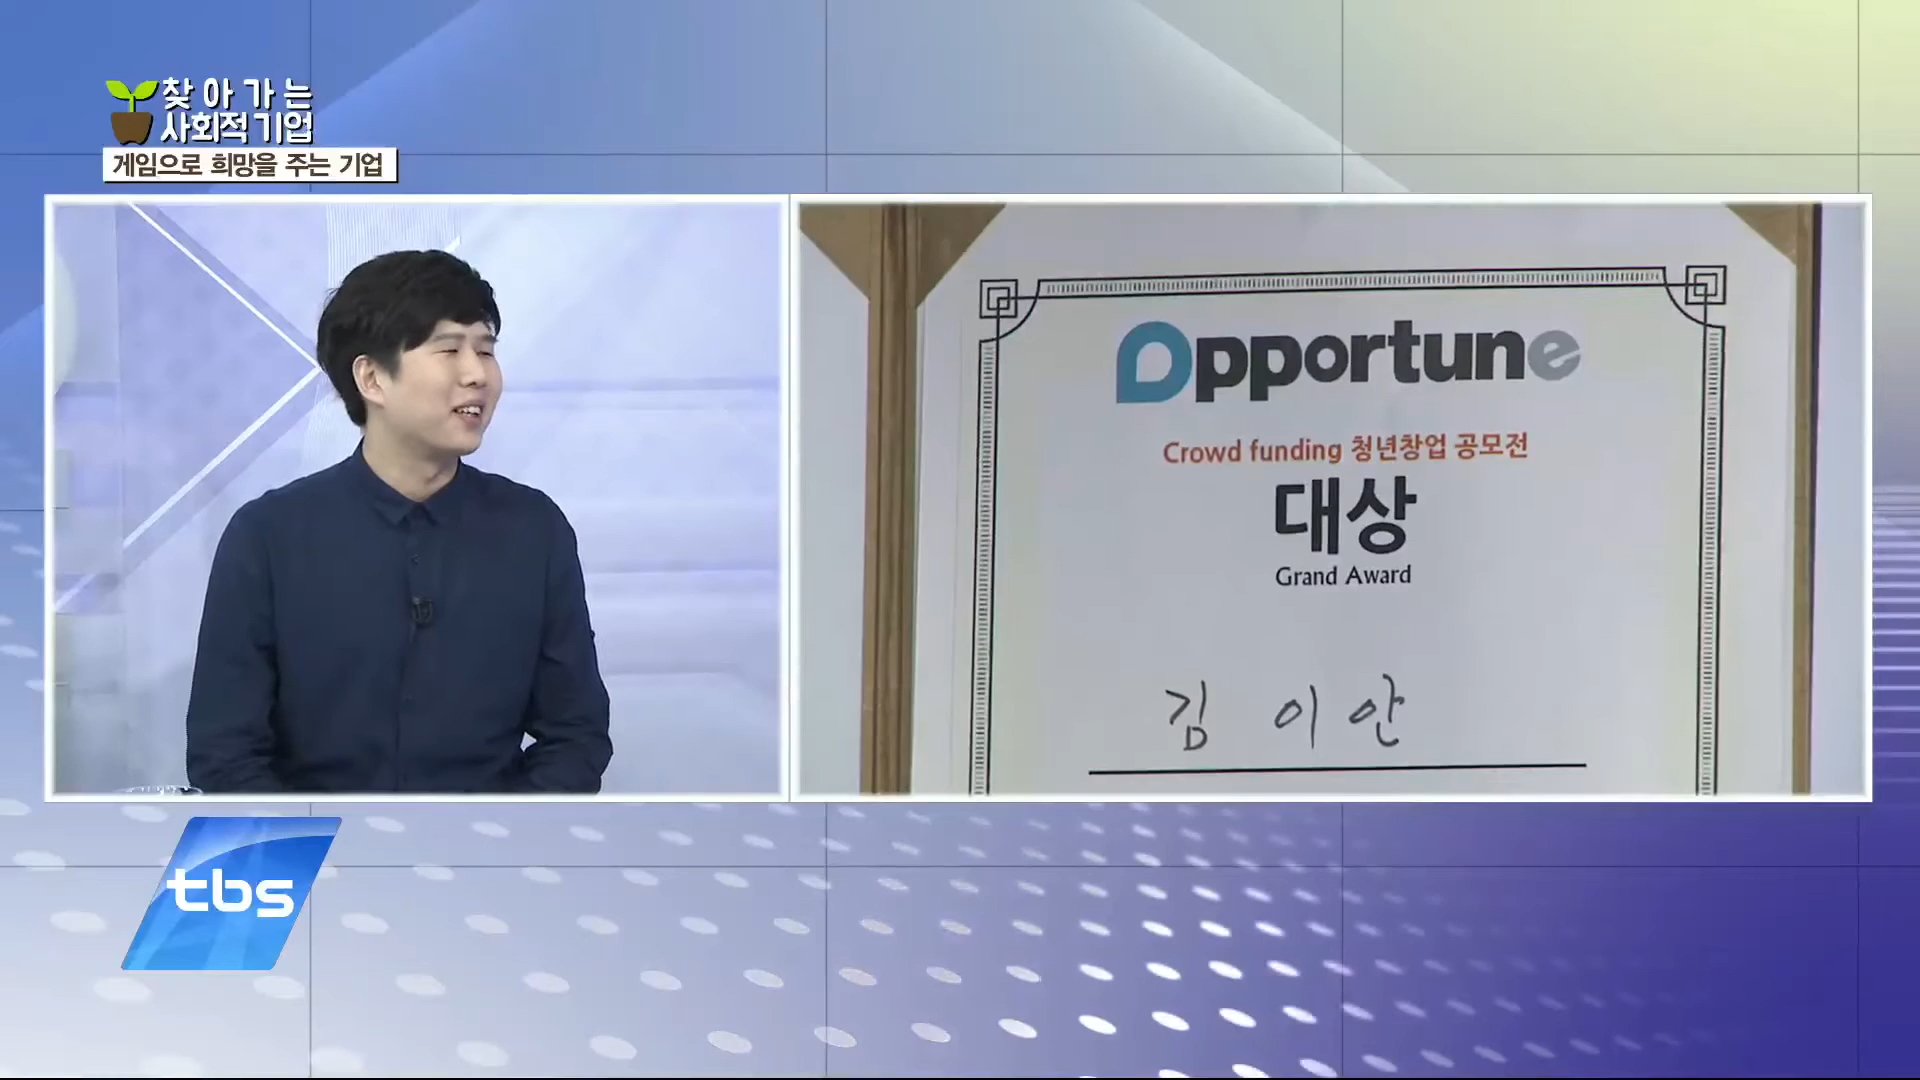 찾아가는
사회적기업
게임으로 희망을 주는 기업
Opportune
Crowd funding 청년창업 공모전
대상
Grand Award
김 이 안
tbs